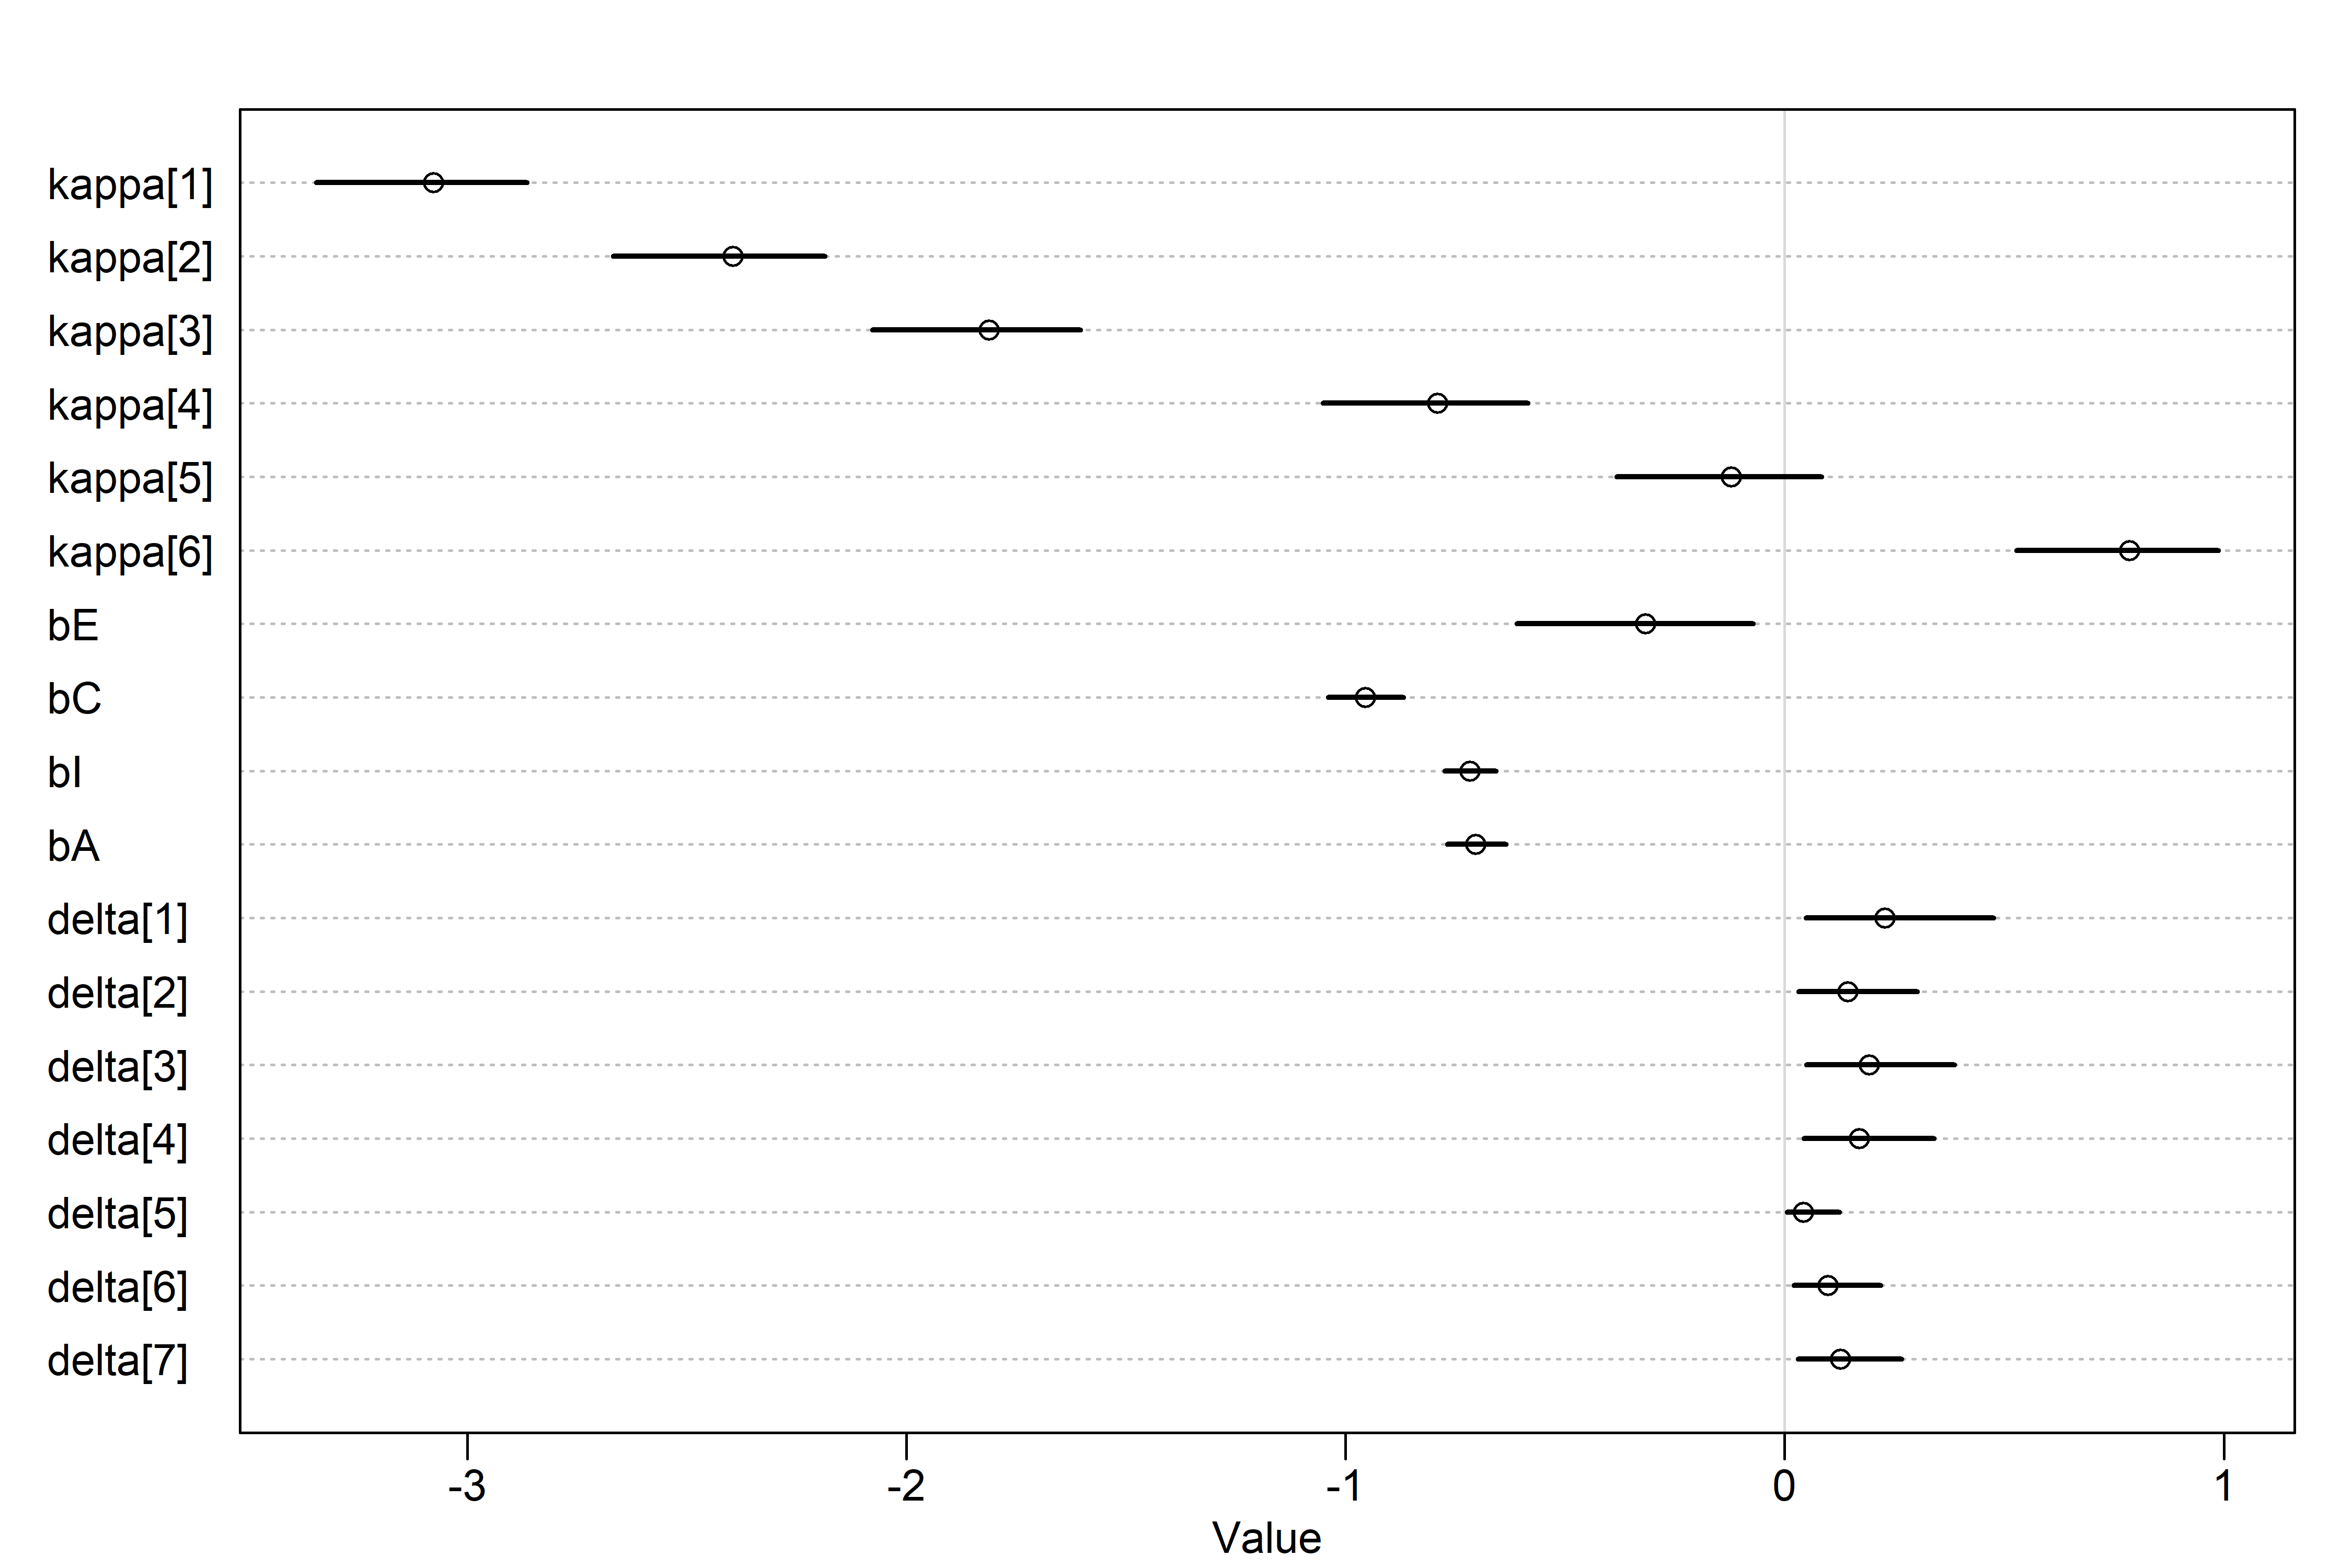 kappa[1]
kappa[2]
kappa[3]
kappa[4]
kappa[5]
kappa[6]
bE
bC
bI
bA
delta[1]
delta[2]
delta[3]
delta[4]
delta[5]
delta[6]
delta[7]
-3 -2 -1 0 1
Value